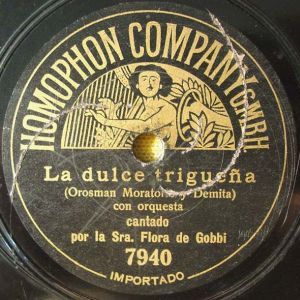 HOMOPHON COMPANY GMBH
La dulce trigueña
(Orosman Moratorio y Demita)
con orquesta
cantado
por la Sra. Flora de Gobbi
7940
IMPORTADO